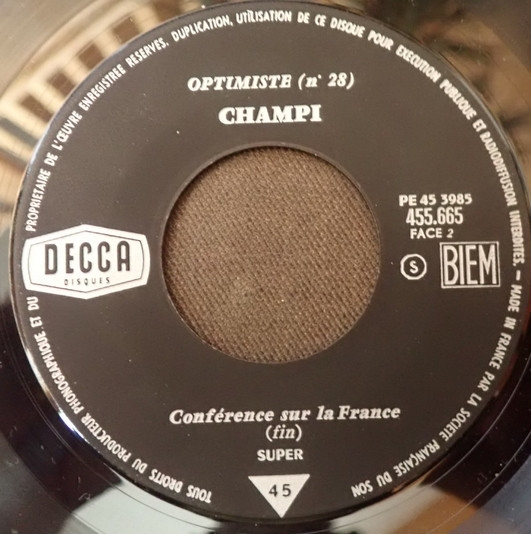 TOUS DROITS DU PRODUCTEUR PHONOGRAPHIQUE ET DU PROPRIETAIRE DE L'ŒUVRE ENREGISTREE RESERVES. DUPLICATION, UTILISATION DE CE DISQUE POUR EXECUTION PUBLIQUE ET RADIODIFFUSION INTERDITES. – MADE IN FRANCE PAR LA SOCIETE FRANÇAISE DU SON
OPTIMISTE (n° 28)
CHAMPI
PE 45 3985
455.665
FACE 2
DECCA
DISQUES
S
BIEM
Conférence sur la France
(fin)
SUPER
45